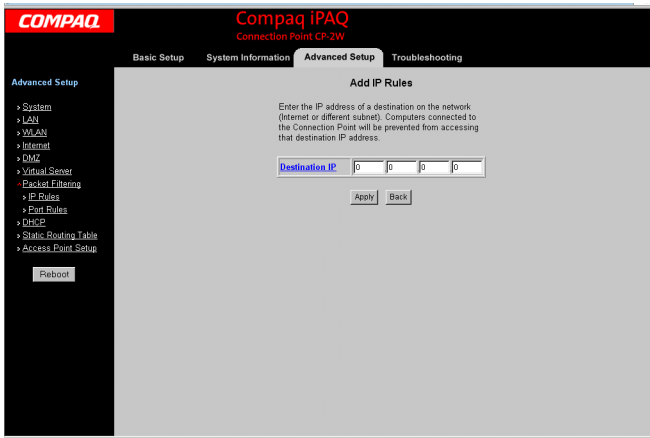 COMPAQ
Compaq iPAQ
Connection Point CP-2W
Basic Setup System Information Advanced Setup Troubleshooting
Advanced Setup
› System
› LAN
› WLAN
› Internet
› DMZ
› Virtual Server
Packet Filtering
› IP Rules
› Port Rules
› DHCP
› Static Routing Table
› Access Point Setup
Reboot
Add IP Rules
Enter the IP address of a destination on the network
(Internet or different subnet). Computers connected to
the Connection Point will be prevented from accessing
that destination IP address.
Destination IP 0 0 0 0
Apply Back